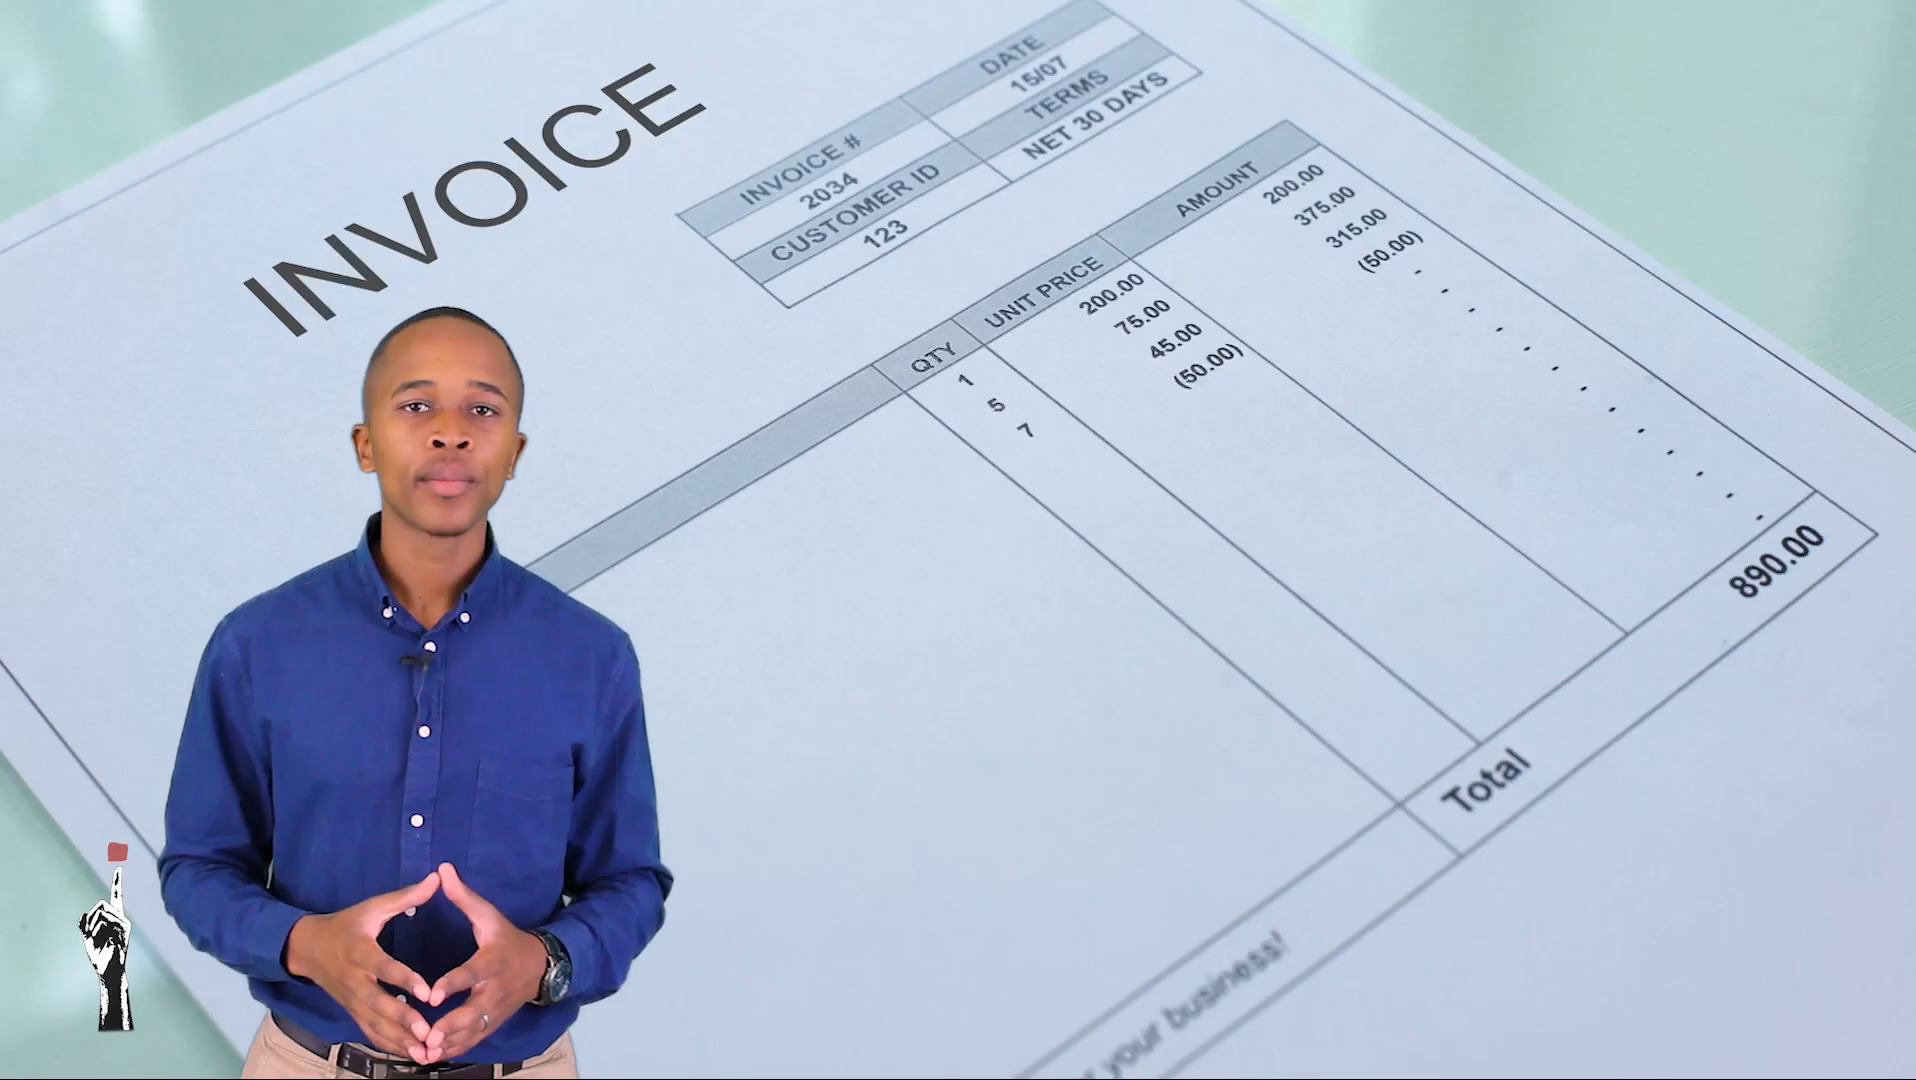 INVOICE
INVOICE # DATE
2034 15/07
CUSTOMER ID TERMS
123 NET 30 DAYS
QTY UNIT PRICE AMOUNT
1 200.00 200.00
5 75.00 375.00
7 45.00 315.00
(50.00) (50.00)
-
-
-
-
-
-
-
-
-
-
-
-
-
Total 890.00
your business!